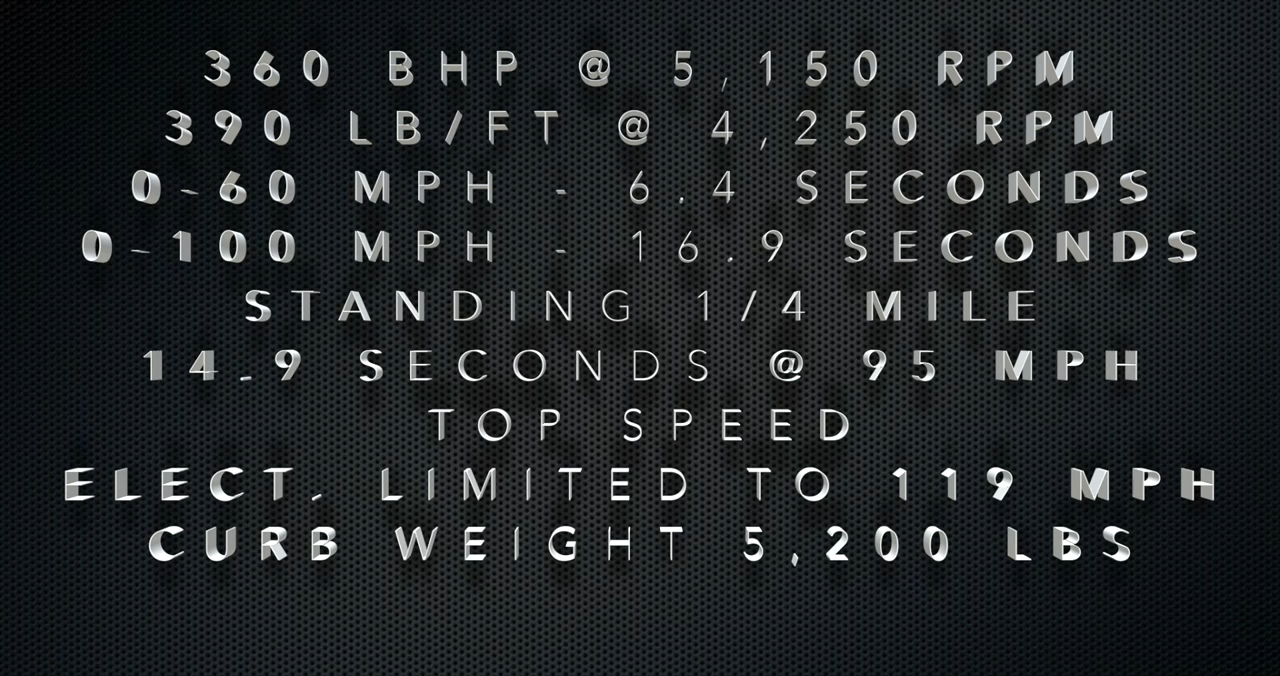 360 BHP @ 5,150 RPM
390 LB/FT @ 4,250 RPM
0-60 MPH - 6.4 SECONDS
0-100 MPH - 16.9 SECONDS
STANDING 1/4 MILE
14.9 SECONDS @ 95 MPH
TOP SPEED
ELECT. LIMITED TO 119 MPH
CURB WEIGHT 5,200 LBS